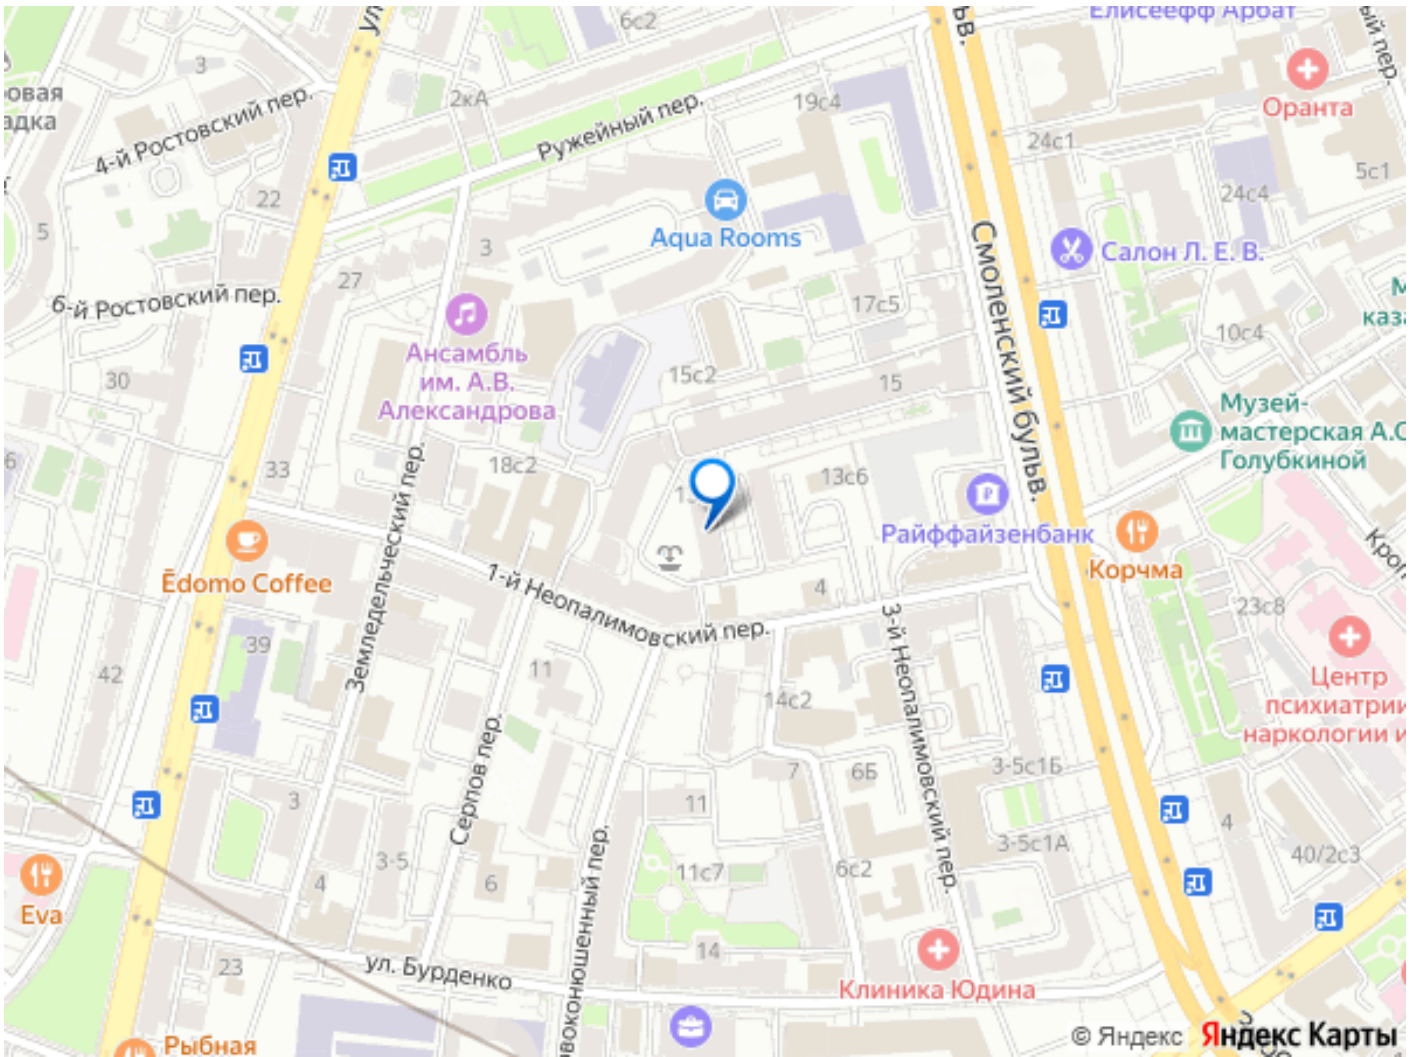 6с2
Елисеефф Арбат
3
4-й Ростовский пер.
2кА
Ружейный пер.
19с4
Оранта
24с1
24с4
5с1
22
5
3
Aqua Rooms
Смоленский бульв.
Салон Л. Е. В.
27
6-й Ростовский пер.
17с5
10с4
Ансамбль
им. А.В.
Александрова
30
15с2
15
Музей-
мастерская А.С
Голубкиной
33
18с2
13с6
Райффайзенбанк
Корчма
Ēdomo Coffee
Земледельческий пер.
1-й Неопалимовский пер.
4
3-й Неопалимовский пер.
23с8
39
11
42
14с2
Центр
психиатрии
наркологии и
Серпов пер.
7
6Б
3-5с1Б
3
11
4
3-5с1А
40/2с3
3-5
4
6
11с7
6с2
Eva
14
23
ул. Бурденко
Клиника Юдина
Рыбная
© Яндекс Яндекс Карты